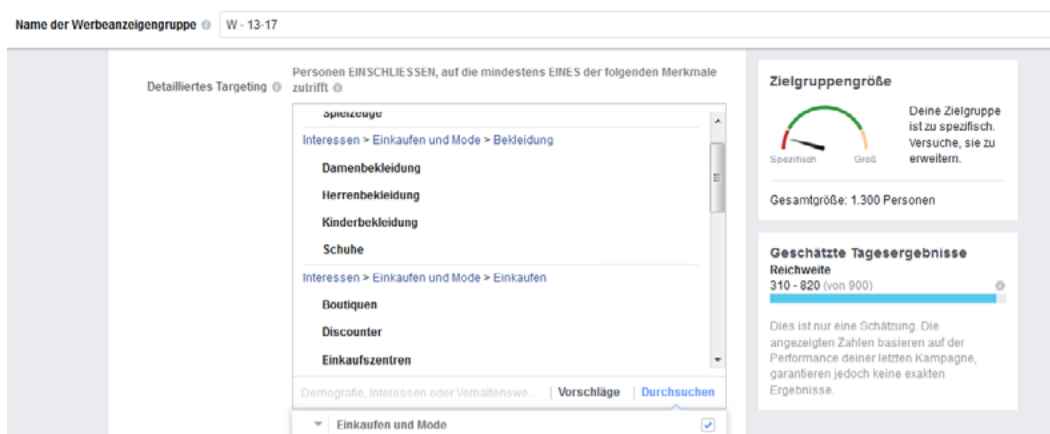 Name der Werbeanzeigengruppe
W - 13-17
Detailliertes Targeting
Personen EINSCHLIESSEN, auf die mindestens EINES der folgenden Merkmale
zutrifft
Spielzeuge
Interessen > Einkaufen und Mode > Bekleidung
Damenbekleidung
Herrenbekleidung
Kinderbekleidung
Schuhe
Interessen > Einkaufen und Mode > Einkaufen
Boutiquen
Discounter
Einkaufszentren
Demografie, Interessen oder Verhaltenswe... | Vorschläge | Durchsuchen
Einkaufen und Mode
Zielgruppengröße
Spezifisch
Groß
Deine Zielgruppe
ist zu spezifisch.
Versuche, sie zu
erweitern.
Gesamtgröße: 1.300 Personen
Geschätzte Tagesergebnisse
Reichweite
310 - 820 (von 900)
Dies ist nur eine Schätzung. Die
angezeigten Zahlen basieren auf der
Performance deiner letzten Kampagne,
garantieren jedoch keine exakten
Ergebnisse.